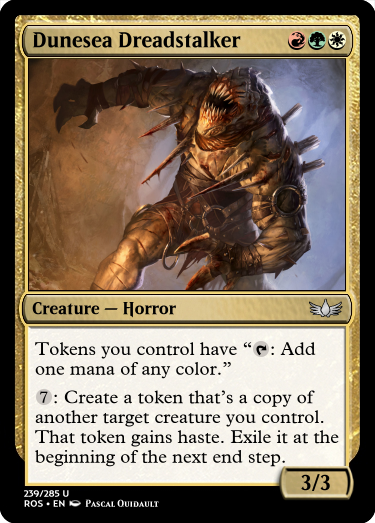 Dunesea Dreadstalker
Creature — Horror
Tokens you control have “: Add
one mana of any color.”
7: Create a token that's a copy of
another target creature you control.
That token gains haste. Exile it at the
beginning of the next end step.
3/3
239/285 U
ROS • EN Pascal Quidault